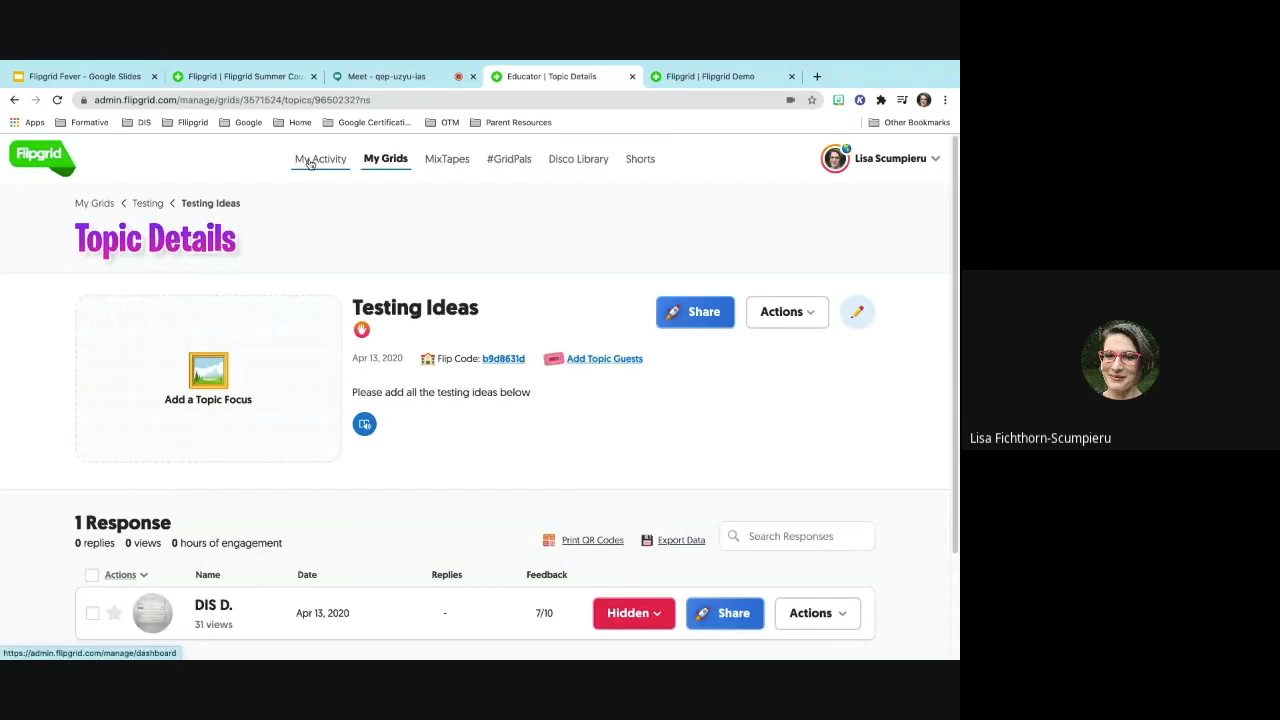 Flipgrid Fever - Google Slides
Flipgrid | Flipgrid Summer Cou
Meet - qep-uzyu-ias
Educator | Topic Details
Flipgrid | Flipgrid Demo
admin.flipgrid.com/manage/grids/3571524/topics/9650232?ns
Apps Formative DIS Flipgrid Google Home Google Certificati... OTM Parent Resources Other Bookmarks
Flipgrid
My Activity My Grids MixTapes #GridPals Disco Library Shorts
Lisa Scumpieru
My Grids < Testing < Testing Ideas
Topic Details
Add a Topic Focus
Testing Ideas
Share
Actions
Apr 13, 2020 Flip Code: b9d8631d Add Topic Guests
Please add all the testing ideas below
1 Response
0 replies 0 views 0 hours of engagement
Print QR Codes Export Data Search Responses
Actions Name Date Replies Feedback
DIS D.
31 views
Apr 13, 2020 - 7/10 Hidden Share Actions
https://admin.flipgrid.com/manage/dashboard
Lisa Fichthorn-Scumpieru